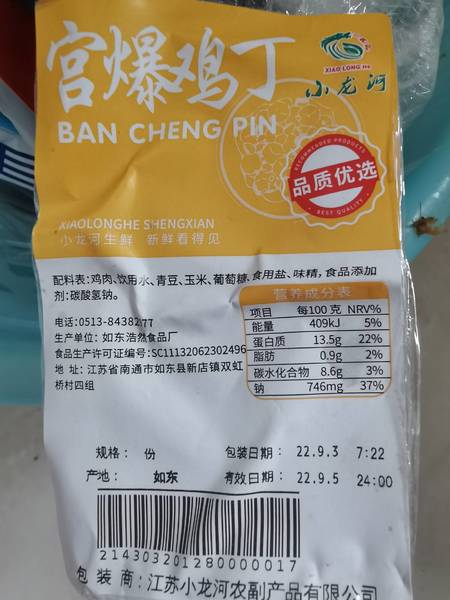 宫爆鸡丁
BAN CHENG PIN
XIAO LONG He
小龙河
RECOMMENDED PRODUCTS
品质优选
BEST QUALITY
XIAOLONGHE SHENGXIAN
小龙河生鲜 新鲜看得见
配料表:鸡肉、饮用水、青豆、玉米、葡萄糖、食用盐、味精,食品添加
剂:碳酸氢钠。
电话:0513-8438277
生产单位:如东浩然食品厂
食品生产许可证编号:SC11132062302496
地 址:江苏省南通市如东县新店镇双虹
桥村四组
营养成分表
项目 每100克 NRV%
能量 409kJ 5%
蛋白质 13.5g 22%
脂肪 0.9g 2%
碳水化合物 8.6g 3%
钠 746mg 37%
规格: 份 包装日期: 22.9.3 7:22
产地: 如东 有效日期: 22.9.5 24:00
214303201280000017
包装商:江苏小龙河农副产品有限公司